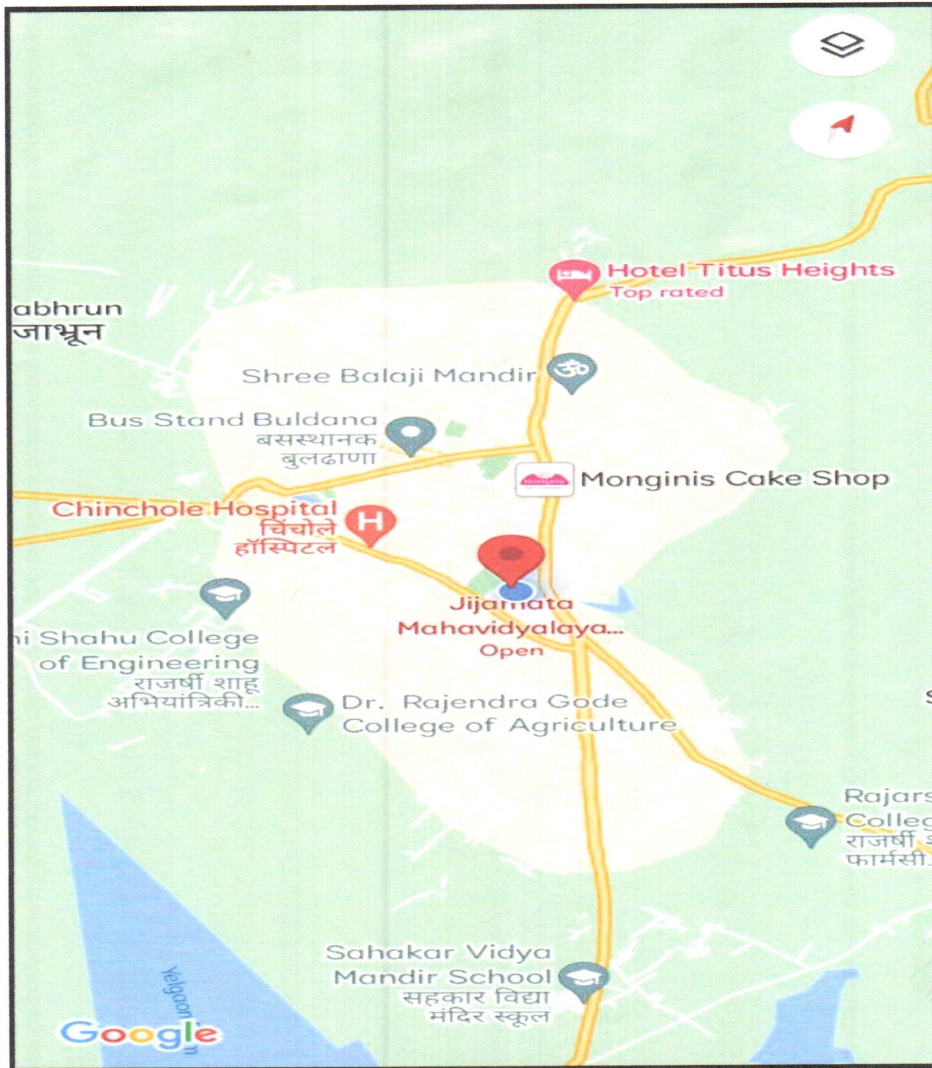 Hotel Titus Heights
Top rated
abhrun
जाभ्रून
Shree Balaji Mandir
Bus Stand Buldana
बसस्थानक
बुलढाणा
Monginis Cake Shop
Chinchole Hospital
चिंचोले
हॉस्पिटल
H
Jijamata
Mahavidyalaya...
Open
hi Shahu College
of Engineering
राजर्षी शाहू
अभियांत्रिकी...
Dr. Rajendra Gode
College of Agriculture
S
Rajars
Colleg
राजर्षी श
फार्मसी..
Sahakar Vidya
Mandir School
सहकार विद्या
मंदिर स्कूल
Yelgaon
Google